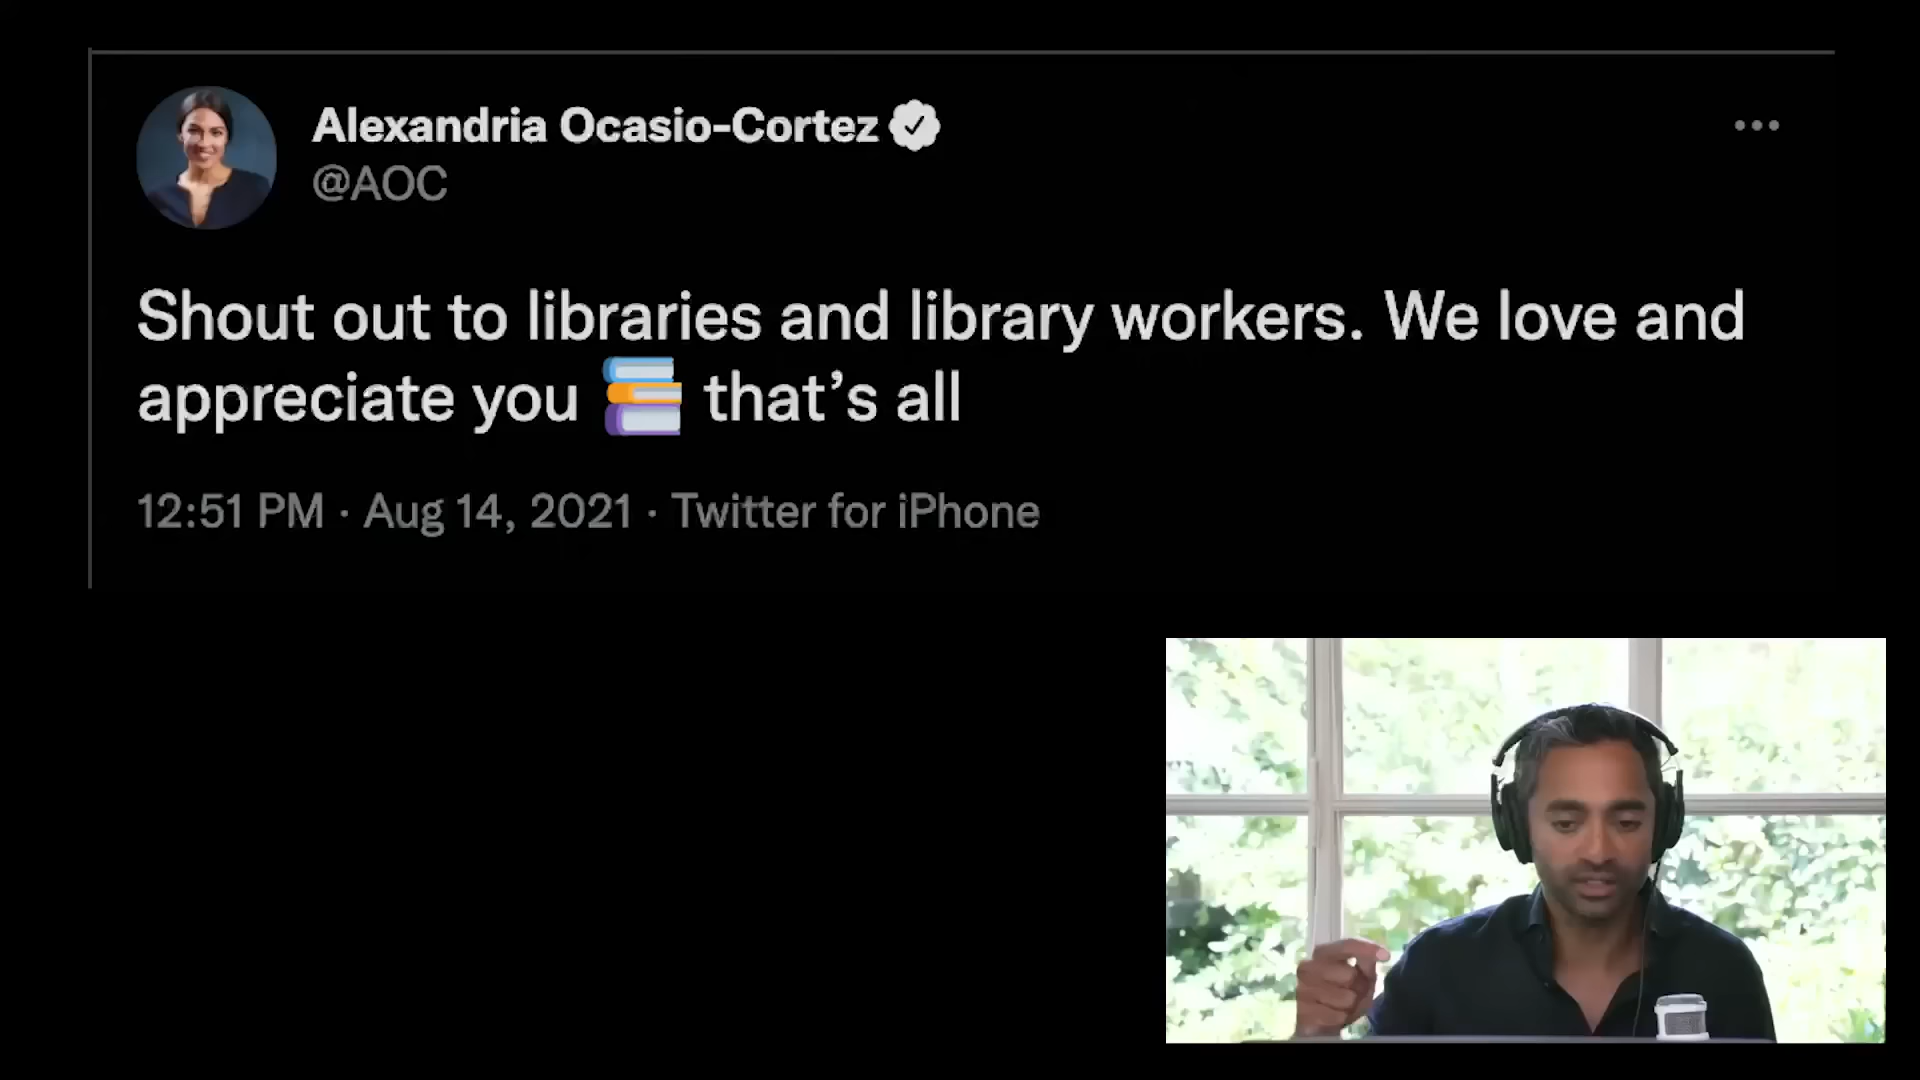 Alexandria Ocasio-Cortez
@AOC
Shout out to libraries and library workers. We love and
appreciate you 📚 that’s all
12:51 PM · Aug 14, 2021 · Twitter for iPhone